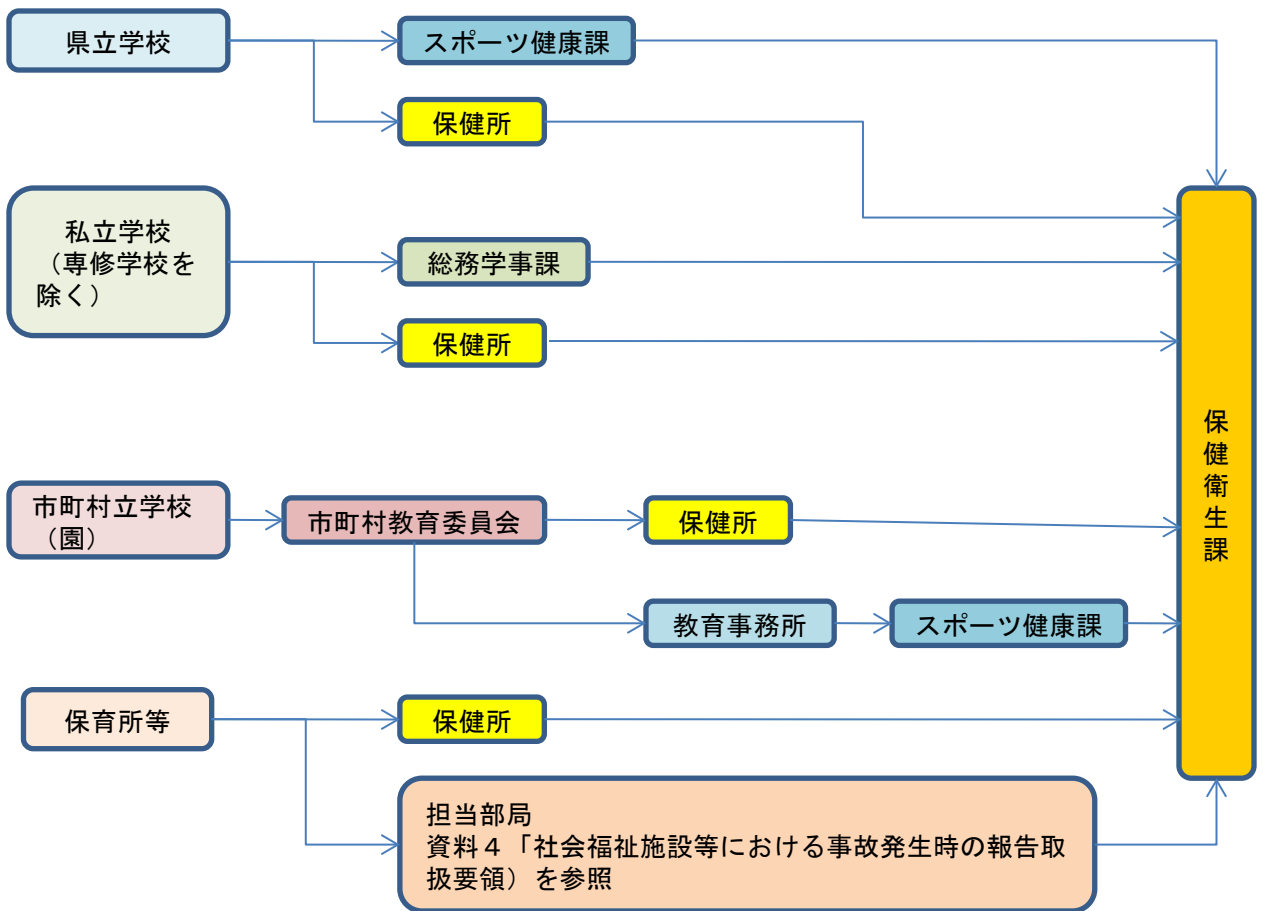 県立学校
スポーツ健康課
保健所
私立学校
（専修学校を
除く）
総務学事課
保健所
保健衛生課
市町村立学校
（園）
市町村教育委員会
保健所
教育事務所
スポーツ健康課
保育所等
保健所
担当部局
資料４「社会福祉施設等における事故発生時の報告取
扱要領）を参照